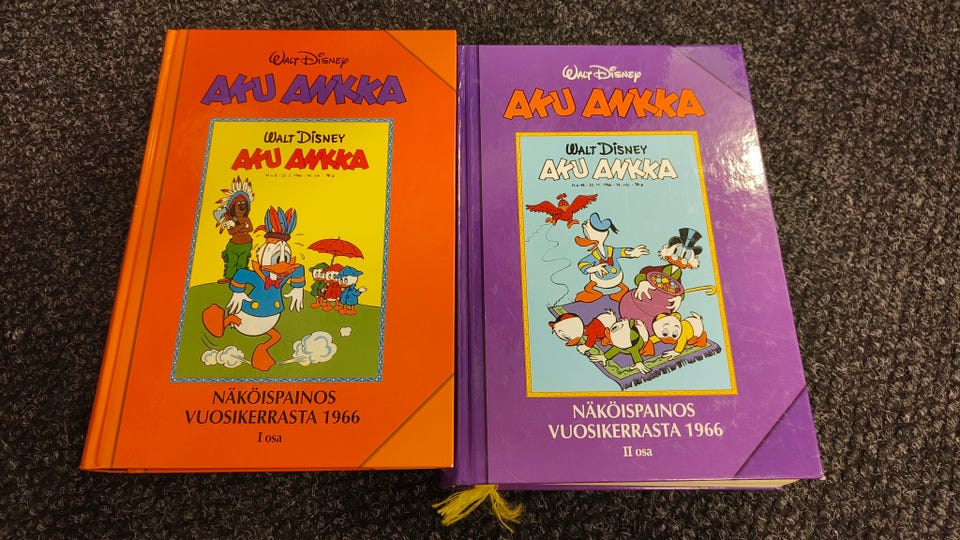 WALT DISNEY
AKU ANKKA
WALT DISNEY
AKU ANKKA
NÄKÖISPAINOS
VUOSIKERRASTA 1966
I osa
WALT DISNEY
AKU ANKKA
WALT DISNEY
AKU ANKKA
NÄKÖISPAINOS
VUOSIKERRASTA 1966
II osa